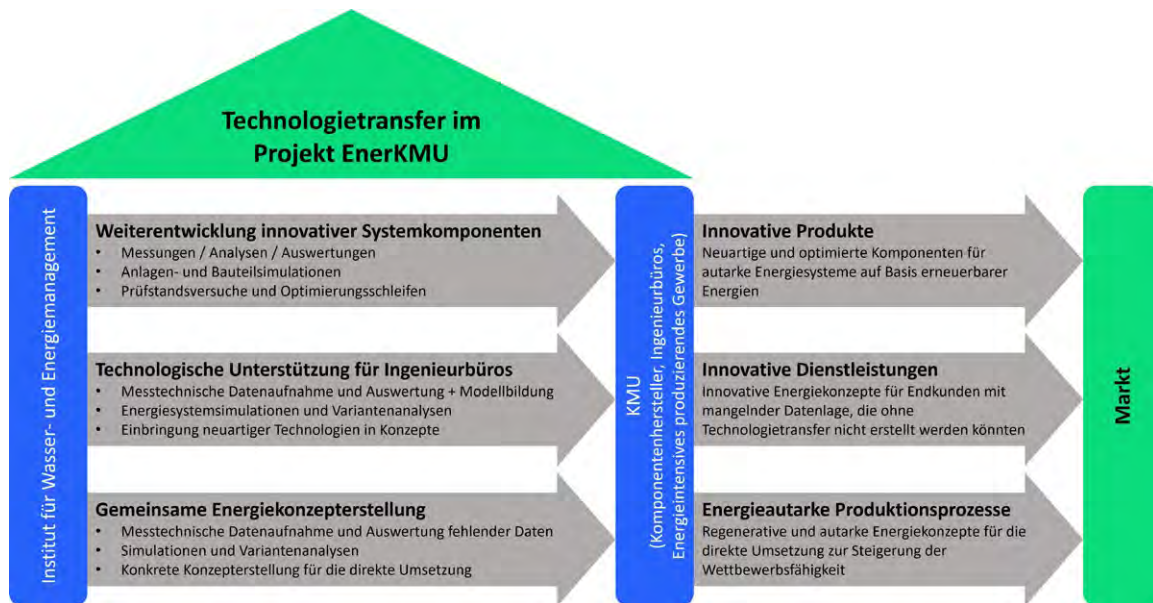 Technologietransfer im
Projekt EnerKMU
Institut für Wasser- und Energiemanagement
Weiterentwicklung innovativer Systemkomponenten
• Messungen / Analysen / Auswertungen
• Anlagen- und Bauteilsimulationen
• Prüfstandsversuche und Optimierungsschleifen
Technologische Unterstützung für Ingenieurbüros
• Messtechnische Datenaufnahme und Auswertung + Modellbildung
• Energiesystemsimulationen und Variantenanalysen
• Einbringung neuartiger Technologien in Konzepte
Gemeinsame Energiekonzepterstellung
• Messtechnische Datenaufnahme und Auswertung fehlender Daten
• Simulationen und Variantenanalysen
• Konkrete Konzepterstellung für die direkte Umsetzung
KMU
(Komponentenhersteller, Ingenieurbüros,
Energieintensives produzierendes Gewerbe)
Innovative Produkte
Neuartige und optimierte Komponenten für
autarke Energiesysteme auf Basis erneuerbarer
Energien
Innovative Dienstleistungen
Innovative Energiekonzepte für Endkunden mit
mangelnder Datenlage, die ohne
Technologietransfer nicht erstellt werden könnten
Energieautarke Produktionsprozesse
Regenerative und autarke Energiekonzepte für die
direkte Umsetzung zur Steigerung der
Wettbewerbsfähigkeit
Markt